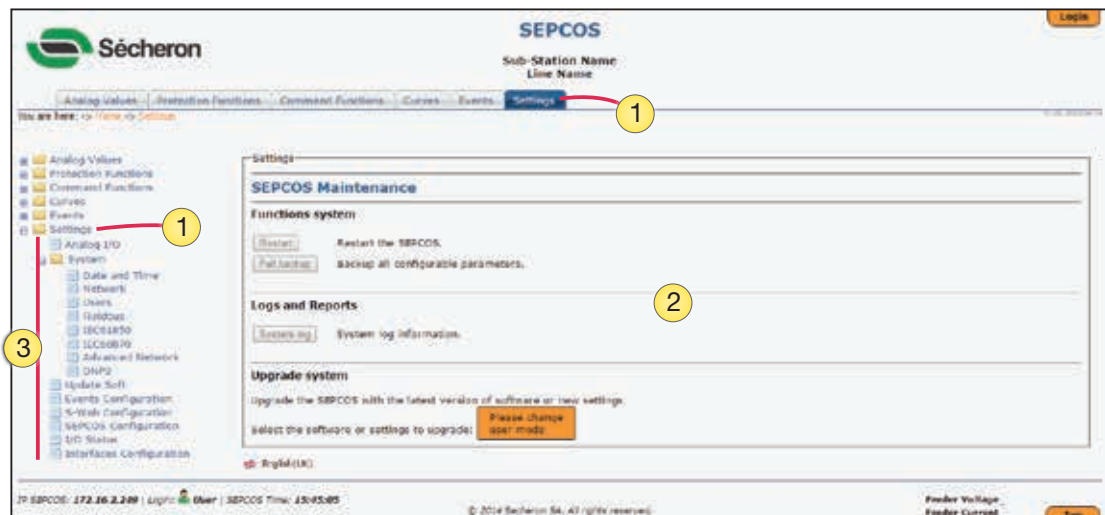 Login
Sécheron
SEPCOS
Sub-Station Name
Line Name
Analog Values Protection Functions Command Functions Curves Events Settings
1
You are here: => Home => Settings
Analog Values
Protection Functions
Command Functions
Curves
Events
Settings
1
Analog I/O
System
Date and Time
Network
Users
Fieldbus
IEC61850
IEC60870
Advanced Network
DNP3
Update Soft
Events Configuration
S-Web Configuration
SEPCOS Configuration
I/O Status
Interfaces Configuration
3
Settings
SEPCOS Maintenance
Functions system
Restart Restart the SEPCOS.
Full backup Backup all configurable parameters.
2
Logs and Reports
System log System log information.
Upgrade system
Upgrade the SEPCOS with the latest version of software or new settings.
Select the software or settings to upgrade: Please change user mode.
English(UK)
IP SEPCOS: 172.16.2.249 | Login: User | SEPCOS Time: 15:45:05
© 2014 Secheron SA. All rights reserved.
Feeder Voltage
Feeder Current
Top